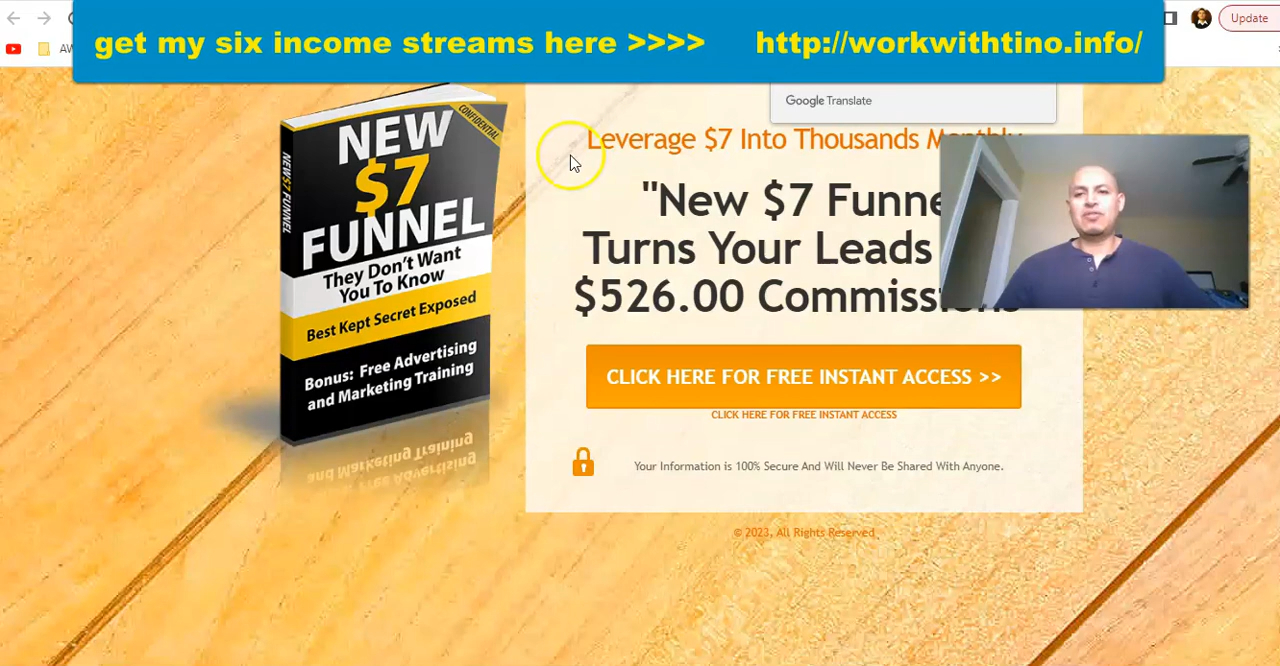 get my six income streams here >>>> http://workwithtino.info/
Update
Google Translate
Leverage $7 Into Thousands
"New $7
Turns Your Leads
$526.00
CLICK HERE FOR FREE INSTANT ACCESS >>
CLICK HERE FOR FREE INSTANT ACCESS
Your Information is 100% Secure And Will Never Be Shared With Anyone.
© 2023, All Rights Reserved
CONFIDENTIAL
NEW
$7
FUNNEL
They Don't Want
You To Know
Best Kept Secret Exposed
Bonus: Free Advertising
and Marketing Training
NEW $7 FUNNEL
and Marketing Training